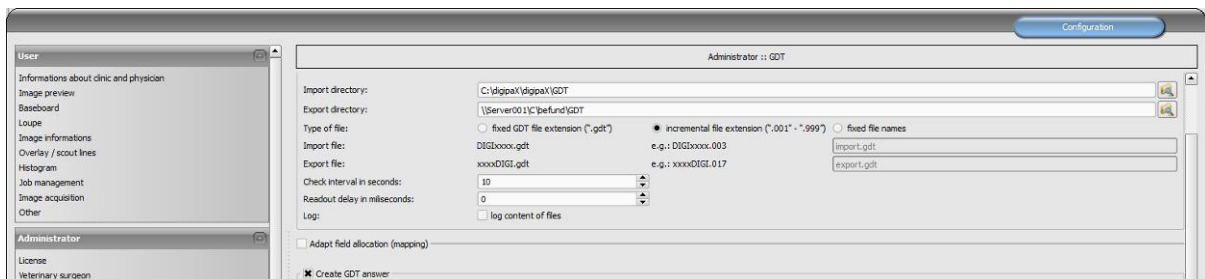 Configuration
User
Informations about clinic and physician
Image preview
Baseboard
Loupe
Image informations
Overlay / scout lines
Histogram
Job management
Image acquisition
Other
Administrator
License
Veterinary surgeon
Administrator :: GDT
Import directory: C:\digipaX\digipaX\GDT
Export directory: \\Server001\C\befund\GDT
Type of file: fixed GDT file extension (".gdt") incremental file extension (".001" - ".999") fixed file names
Import file: DIGIxxxx.gdt e.g.: DIGIxxxx.003 import.gdt
Export file: xxxxDIGI.gdt e.g.: xxxxDIGI.017 export.gdt
Check interval in seconds: 10
Readout delay in miliseconds: 0
Log: log content of files
Adapt field allocation (mapping)
Create GDT answer